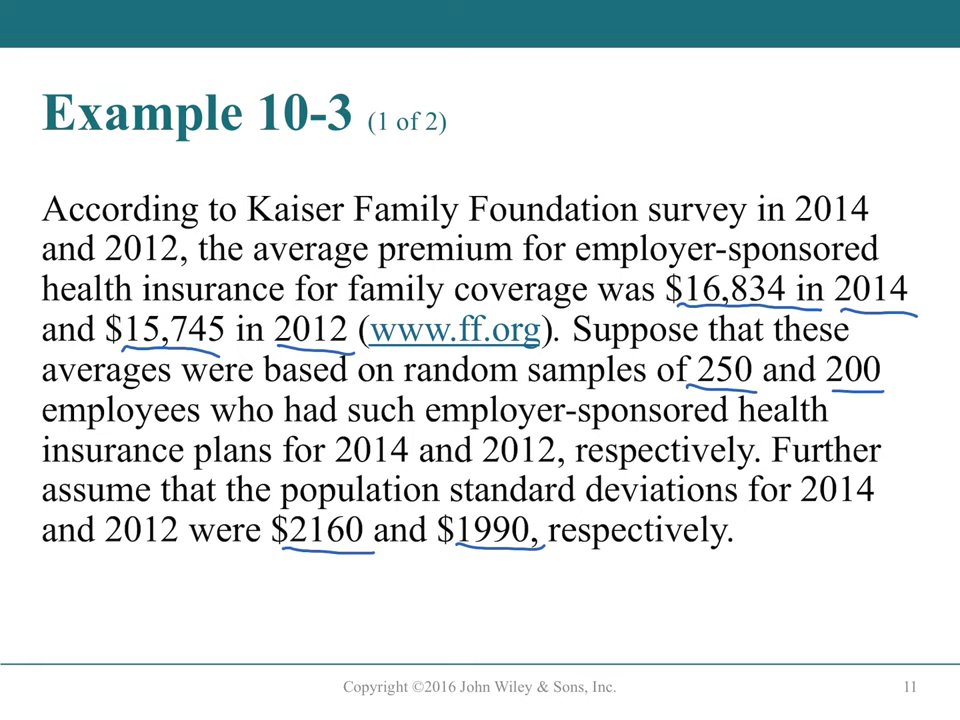 Example 10-3 (1 of 2)
According to Kaiser Family Foundation survey in 2014
and 2012, the average premium for employer-sponsored
health insurance for family coverage was $16,834 in 2014
and $15,745 in 2012 (www.ff.org). Suppose that these
averages were based on random samples of 250 and 200
employees who had such employer-sponsored health
insurance plans for 2014 and 2012, respectively. Further
assume that the population standard deviations for 2014
and 2012 were $2160 and $1990, respectively.
Copyright ©2016 John Wiley & Sons, Inc. 11